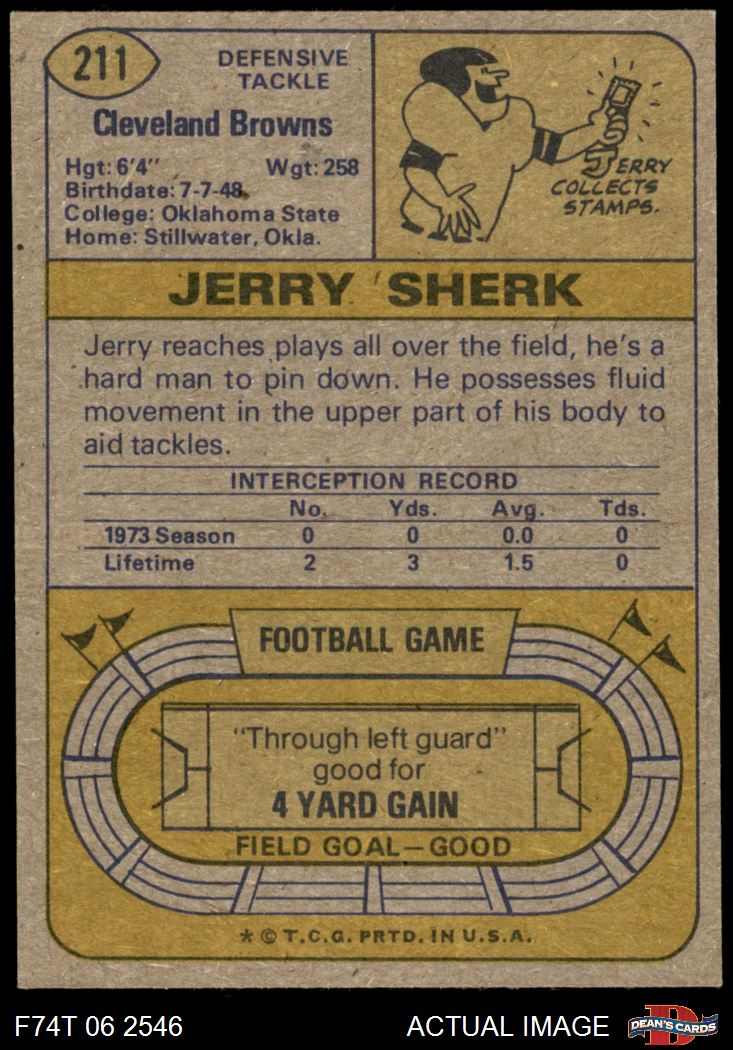 211
DEFENSIVE
TACKLE
Cleveland Browns
Hgt: 6'4" Wgt: 258
Birthdate: 7-7-48
College: Oklahoma State
Home: Stillwater, Okla.
JERRY
COLLECTS
STAMPS.
JERRY SHERK
Jerry reaches plays all over the field, he's a
hard man to pin down. He possesses fluid
movement in the upper part of his body to
aid tackles.
INTERCEPTION RECORD
No. Yds. Avg. Tds.
1973 Season 0 0 0.0 0
Lifetime 2 3 1.5 0
FOOTBALL GAME
"Through left guard"
good for
4 YARD GAIN
FIELD GOAL—GOOD
* © T.C.G. PRTD. IN U.S.A.
F74T 06 2546 ACTUAL IMAGE D DEAN'S CARDS